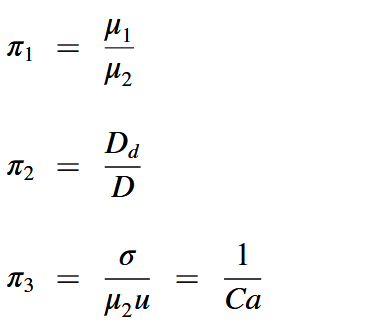 π₁ = μ₁/μ₂
π₂ = D_d/D
π₃ = σ/(μ₂u) = 1/Ca